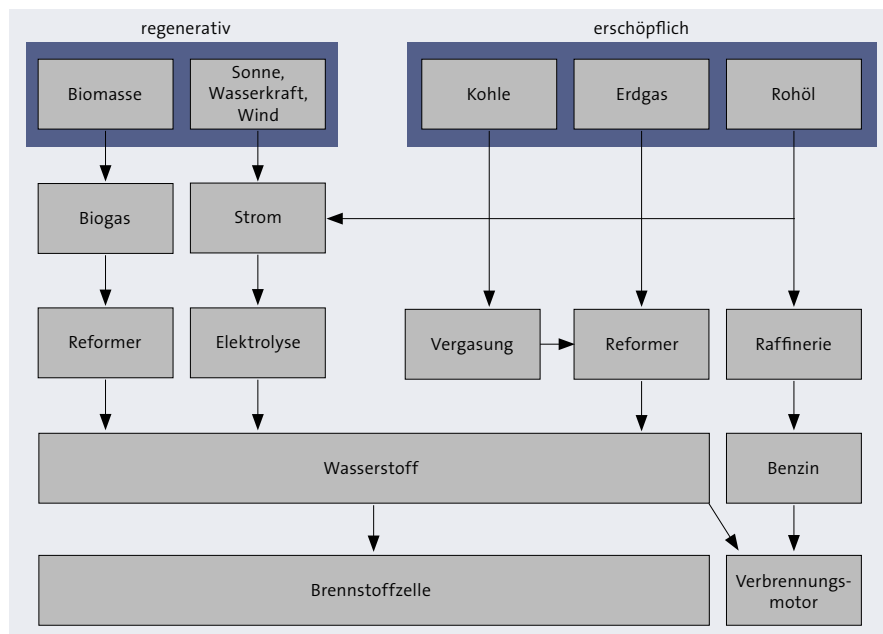 regenerativ
erschöpflich
Biomasse
Sonne,
Wasserkraft,
Wind
Kohle
Erdgas
Rohöl
Biogas
Strom
Reformer
Elektrolyse
Vergasung
Reformer
Raffinerie
Wasserstoff
Benzin
Brennstoffzelle
Verbrennungs-
motor